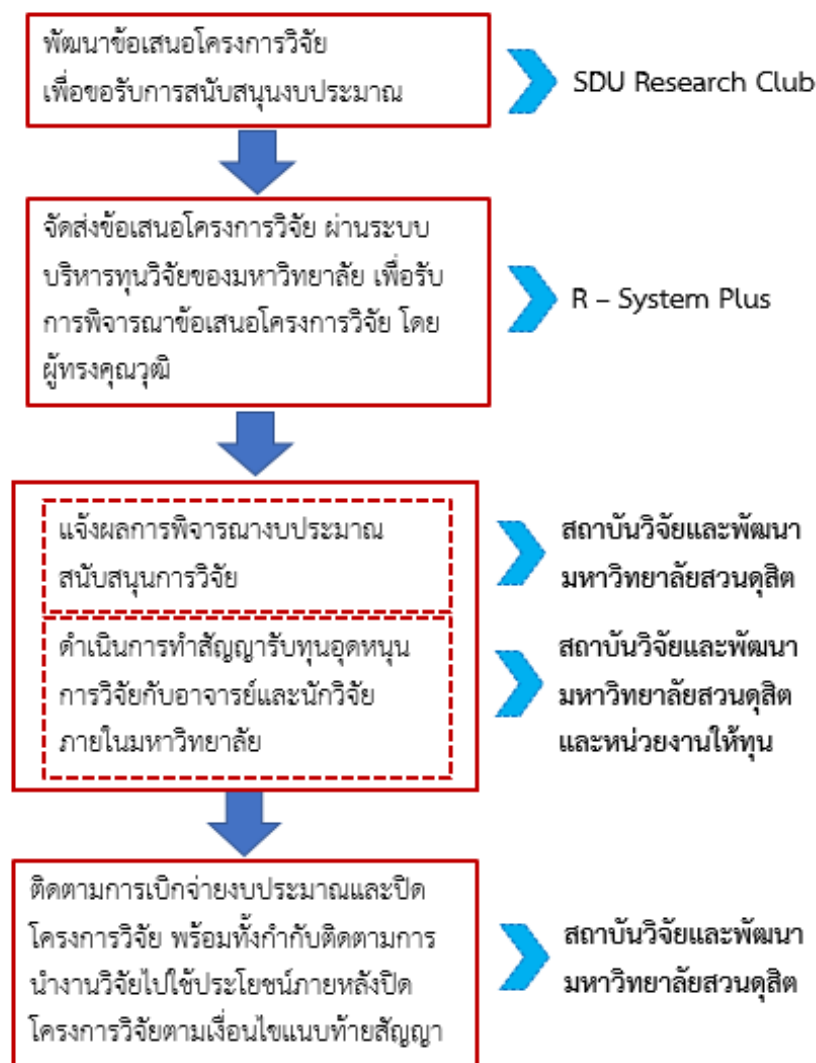 พัฒนาข้อเสนอโครงการวิจัย
เพื่อขอรับการสนับสนุนงบประมาณ
SDU Research Club
จัดส่งข้อเสนอโครงการวิจัย ผ่านระบบ
บริหารทุนวิจัยของมหาวิทยาลัย เพื่อรับ
การพิจารณาข้อเสนอโครงการวิจัย โดย
ผู้ทรงคุณวุฒิ
R – System Plus
แจ้งผลการพิจารณางบประมาณ
สนับสนุนการวิจัย
สถาบันวิจัยและพัฒนา
มหาวิทยาลัยสวนดุสิต
ดำเนินการทำสัญญารับทุนอุดหนุน
การวิจัยกับอาจารย์และนักวิจัย
ภายในมหาวิทยาลัย
สถาบันวิจัยและพัฒนา
มหาวิทยาลัยสวนดุสิต
และหน่วยงานให้ทุน
ติดตามการเบิกจ่ายงบประมาณและปิด
โครงการวิจัย พร้อมทั้งกำกับติดตามการ
นำงานวิจัยไปใช้ประโยชน์ภายหลังปิด
โครงการวิจัยตามเงื่อนไขแนบท้ายสัญญา
สถาบันวิจัยและพัฒนา
มหาวิทยาลัยสวนดุสิต